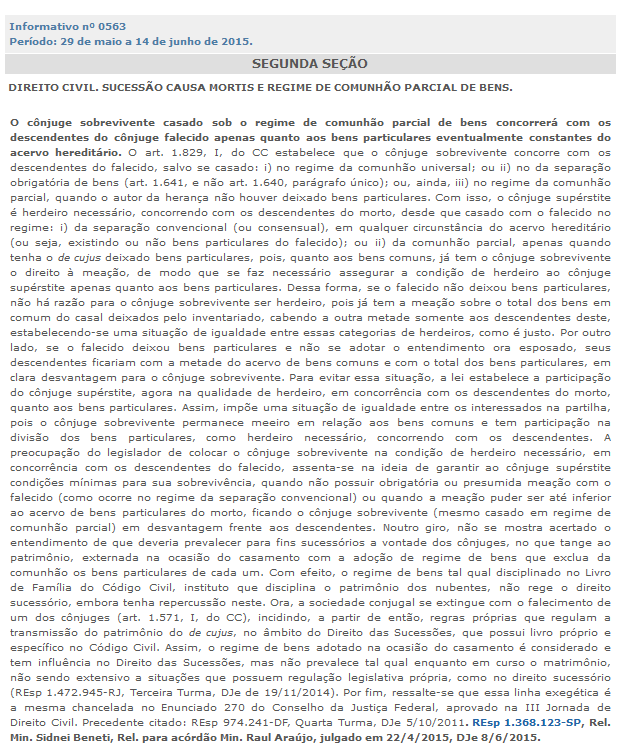 Informativo nº 0563
Período: 29 de maio a 14 de junho de 2015.
SEGUNDA SEÇÃO
DIREITO CIVIL. SUCESSÃO CAUSA MORTIS E REGIME DE COMUNHÃO PARCIAL DE BENS.
O cônjuge sobrevivente casado sob o regime de comunhão parcial de bens concorrerá com os
descendentes do cônjuge falecido apenas quanto aos bens particulares eventualmente constantes do
acervo hereditário. O art. 1.829, I, do CC estabelece que o cônjuge sobrevivente concorre com os
descendentes do falecido, salvo se casado: i) no regime da comunhão universal; ou ii) no da separação
obrigatória de bens (art. 1.641, e não art. 1.640, parágrafo único); ou, ainda, iii) no regime da comunhão
parcial, quando o autor da herança não houver deixado bens particulares. Com isso, o cônjuge supérstite
é herdeiro necessário, concorrendo com os descendentes do morto, desde que casado com o falecido no
regime: i) da separação convencional (ou consensual), em qualquer circunstância do acervo hereditário
(ou seja, existindo ou não bens particulares do falecido); ou ii) da comunhão parcial, apenas quando
tenha o de cujus deixado bens particulares, pois, quanto aos bens comuns, já tem o cônjuge sobrevivente
o direito à meação, de modo que se faz necessário assegurar a condição de herdeiro ao cônjuge
supérstite apenas quanto aos bens particulares. Dessa forma, se o falecido não deixou bens particulares,
não há razão para o cônjuge sobrevivente ser herdeiro, pois já tem a meação sobre o total dos bens em
comum do casal deixados pelo inventariado, cabendo a outra metade somente aos descendentes deste,
estabelecendo-se uma situação de igualdade entre essas categorias de herdeiros, como é justo. Por outro
lado, se o falecido deixou bens particulares e não se adotar o entendimento ora esposado, seus
descendentes ficariam com a metade do acervo de bens comuns e com o total dos bens particulares, em
clara desvantagem para o cônjuge sobrevivente. Para evitar essa situação, a lei estabelece a participação
do cônjuge supérstite, agora na qualidade de herdeiro, em concorrência com os descendentes do morto,
quanto aos bens particulares. Assim, impõe uma situação de igualdade entre os interessados na partilha,
pois o cônjuge sobrevivente permanece meeiro em relação aos bens comuns e tem participação na
divisão dos bens particulares, como herdeiro necessário, concorrendo com os descendentes. A
preocupação do legislador de colocar o cônjuge sobrevivente na condição de herdeiro necessário, em
concorrência com os descendentes do falecido, assenta-se na ideia de garantir ao cônjuge supérstite
condições mínimas para sua sobrevivência, quando não possuir obrigatória ou presumida meação com o
falecido (como ocorre no regime da separação convencional) ou quando a meação puder ser até inferior
ao acervo de bens particulares do morto, ficando o cônjuge sobrevivente (mesmo casado em regime de
comunhão parcial) em desvantagem frente aos descendentes. Noutro giro, não se mostra acertado o
entendimento de que deveria prevalecer para fins sucessórios a vontade dos cônjuges, no que tange ao
patrimônio, externada na ocasião do casamento com a adoção de regime de bens que exclua da
comunhão os bens particulares de cada um. Com efeito, o regime de bens tal qual disciplinado no Livro
de Família do Código Civil, instituto que disciplina o patrimônio dos nubentes, não rege o direito
sucessório, embora tenha repercussão neste. Ora, a sociedade conjugal se extingue com o falecimento de
um dos cônjuges (art. 1.571, I, do CC), incidindo, a partir de então, regras próprias que regulam a
transmissão do patrimônio do de cujus, no âmbito do Direito das Sucessões, que possui livro próprio e
específico no Código Civil. Assim, o regime de bens adotado na ocasião do casamento é considerado e
tem influência no Direito das Sucessões, mas não prevalece tal qual enquanto em curso o matrimônio,
não sendo extensivo a situações que possuem regulação legislativa própria, como no direito sucessório
(REsp 1.472.945-RJ, Terceira Turma, DJe de 19/11/2014). Por fim, ressalte-se que essa linha exegética é
a mesma chancelada no Enunciado 270 do Conselho da Justiça Federal, aprovado na III Jornada de
Direito Civil. Precedente citado: REsp 974.241-DF, Quarta Turma, DJe 5/10/2011. REsp 1.368.123-SP, Rel.
Min. Sidnei Beneti, Rel. para acórdão Min. Raul Araújo, julgado em 22/4/2015, DJe 8/6/2015.